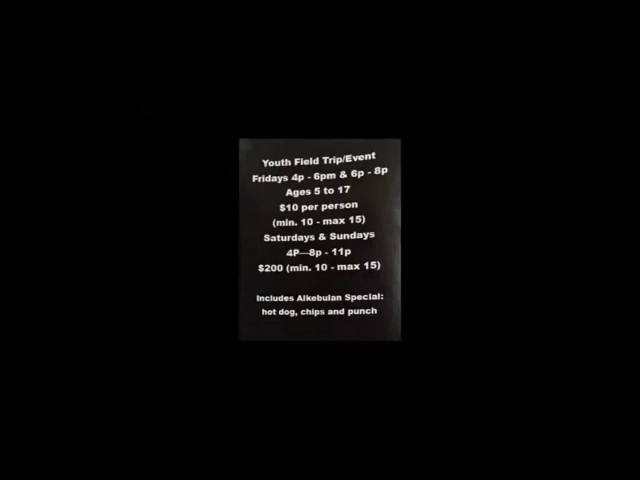 Youth Field Trip/Event
Fridays 4p - 6pm & 6p - 8p
Ages 5 to 17
$10 per person
(min. 10 - max 15)
Saturdays & Sundays
4P—8p - 11p
$200 (min. 10 - max 15)
Includes Alkebulan Special:
hot dog, chips and punch